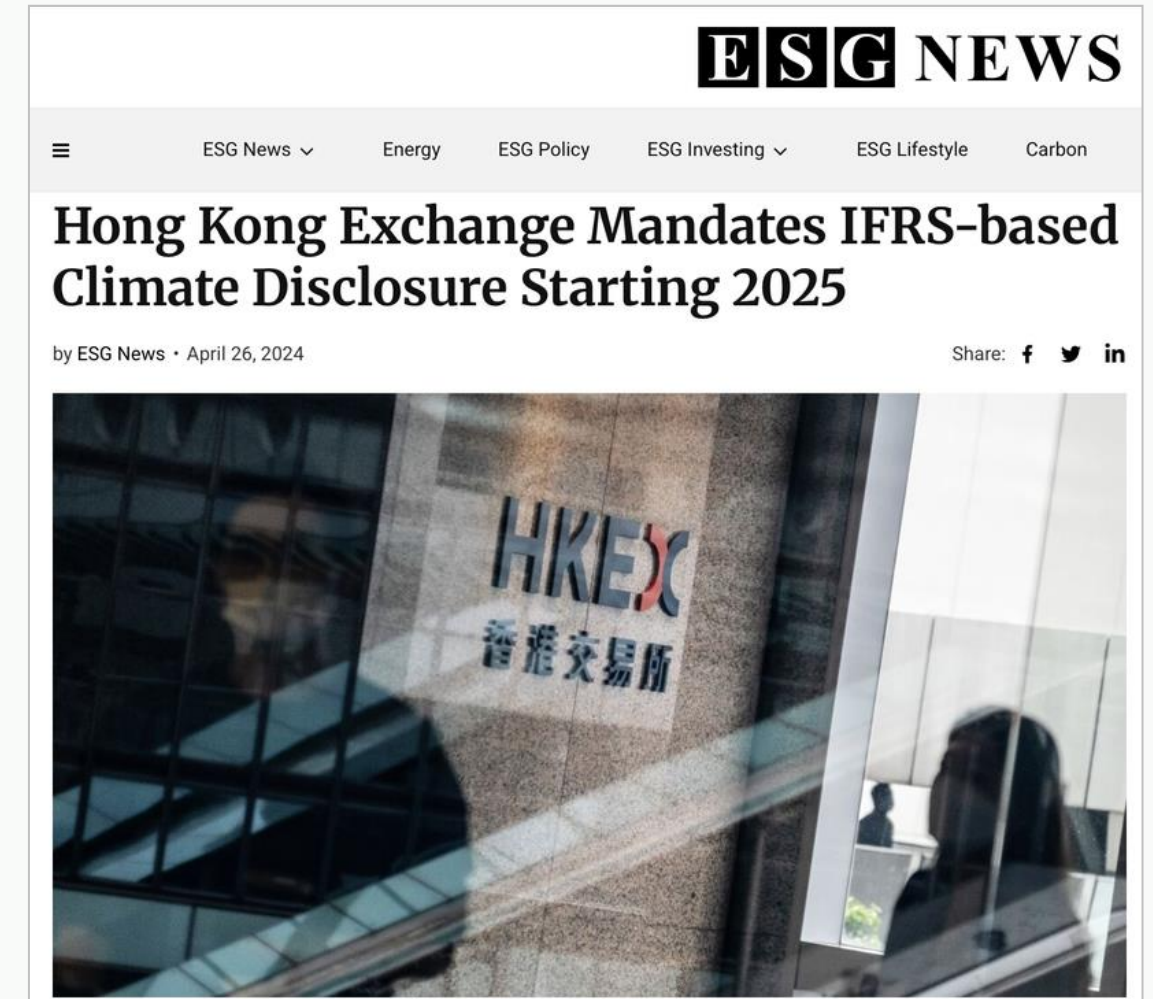 ESG NEWS
ESG News Energy ESG Policy ESG Investing ESG Lifestyle Carbon
Hong Kong Exchange Mandates IFRS-based
Climate Disclosure Starting 2025
by ESG News • April 26, 2024 Share:
HKEX
香港交易所